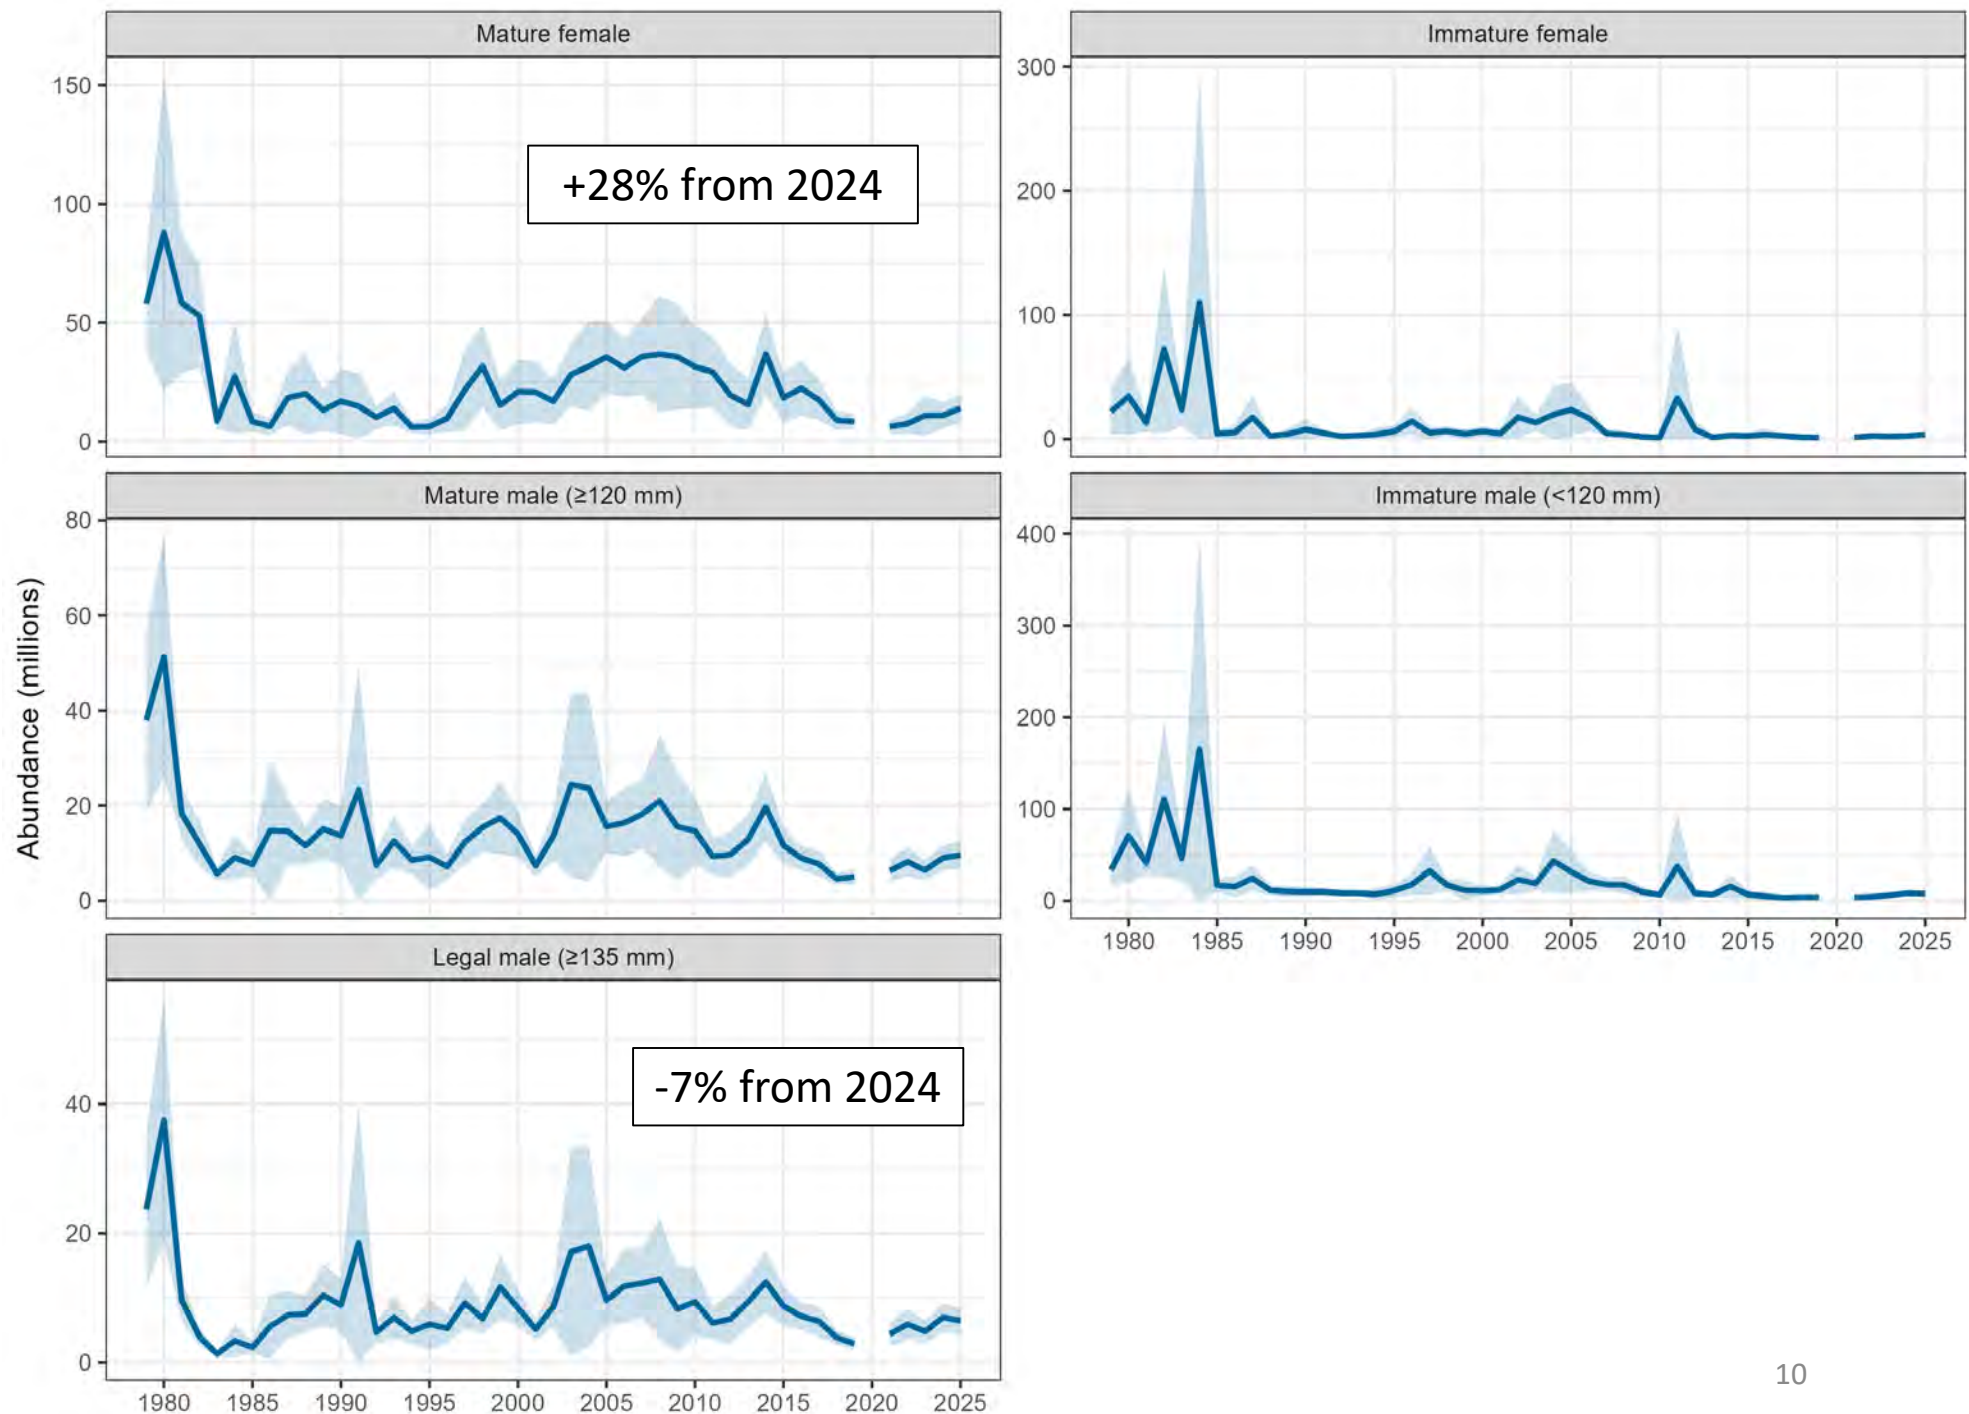 Mature female
150
100
50
0
+28% from 2024
Immature female
300
200
100
0
Abundance (millions)
Mature male (≥120 mm)
80
60
40
20
0
Immature male (<120 mm)
400
300
200
100
0
1980 1985 1990 1995 2000 2005 2010 2015 2020 2025
Legal male (≥135 mm)
40
20
0
-7% from 2024
1980 1985 1990 1995 2000 2005 2010 2015 2020 2025
10